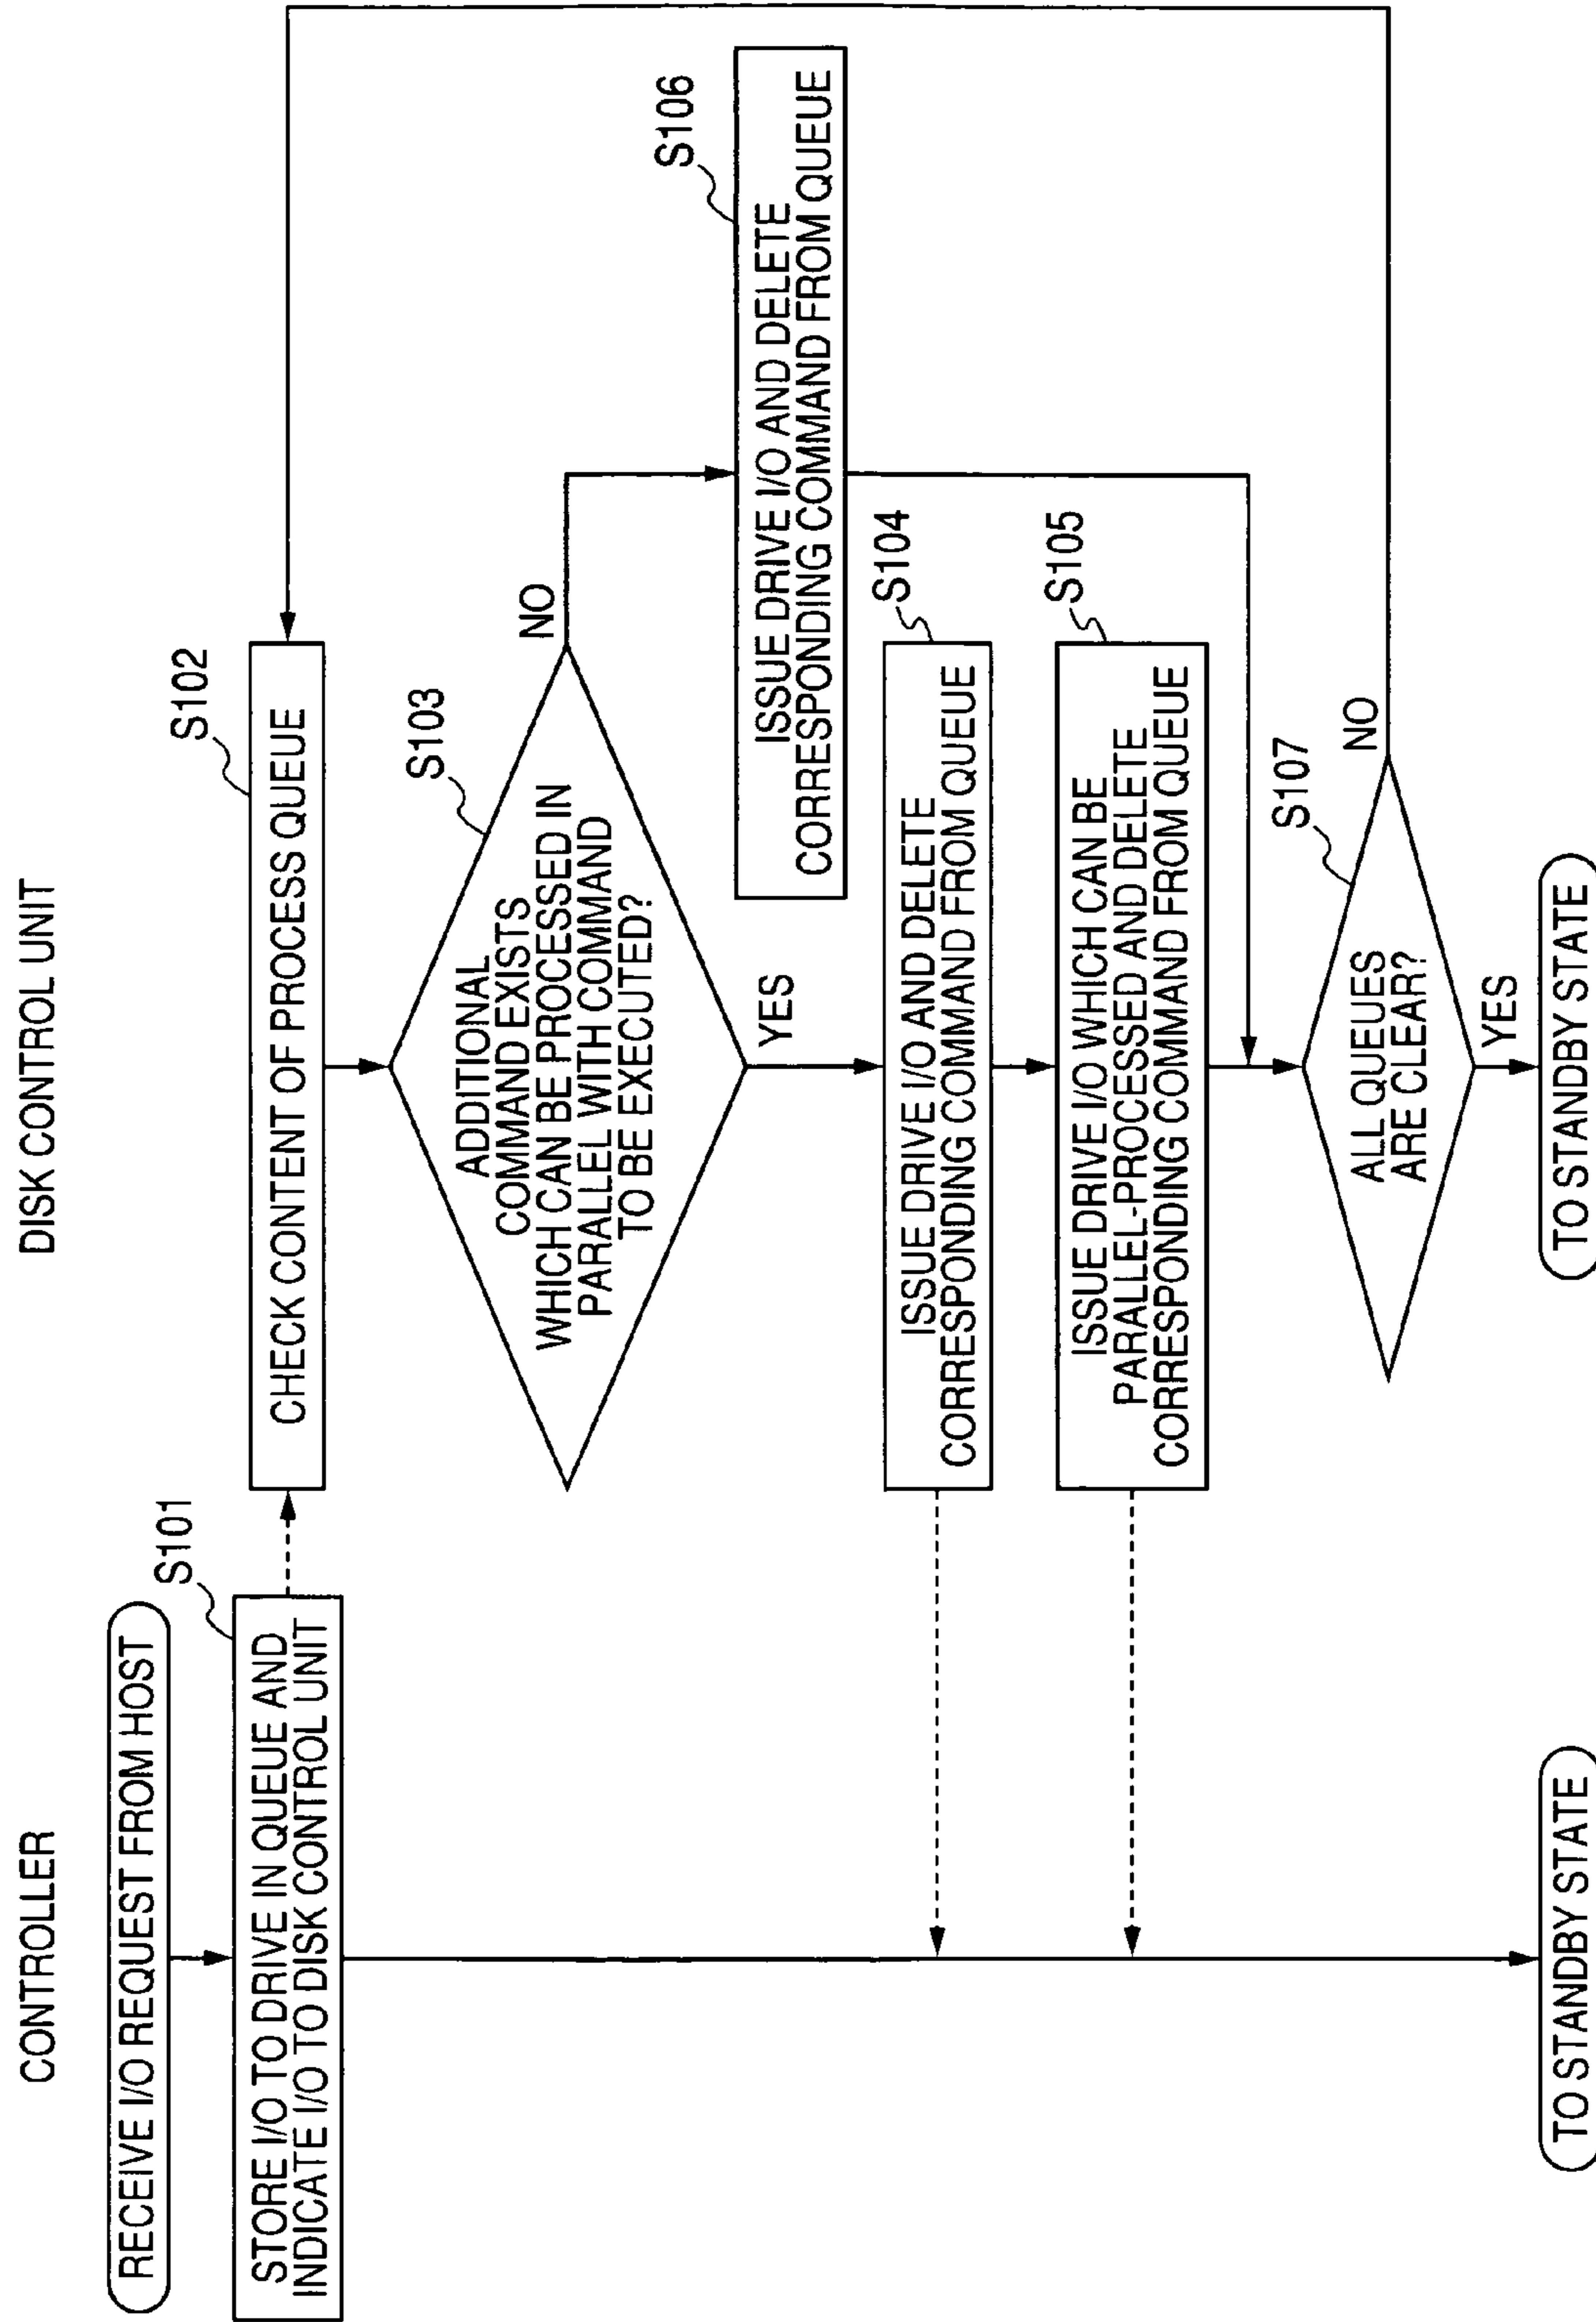 CONTROLLER
DISK CONTROL UNIT
RECEIVE I/O REQUEST FROM HOST
S101
STORE I/O TO DRIVE IN QUEUE AND
INDICATE I/O TO DISK CONTROL UNIT
S102
CHECK CONTENT OF PROCESS QUEUE
S103
ADDITIONAL
COMMAND EXISTS
WHICH CAN BE PROCESSED IN
PARALLEL WITH COMMAND
TO BE EXECUTED?
NO
YES
S106
ISSUE DRIVE I/O AND DELETE
CORRESPONDING COMMAND FROM QUEUE
S104
ISSUE DRIVE I/O AND DELETE
CORRESPONDING COMMAND FROM QUEUE
S105
ISSUE DRIVE I/O WHICH CAN BE
PARALLEL-PROCESSED AND DELETE
CORRESPONDING COMMAND FROM QUEUE
S107
ALL QUEUES
ARE CLEAR?
NO
YES
TO STANDBY STATE
TO STANDBY STATE